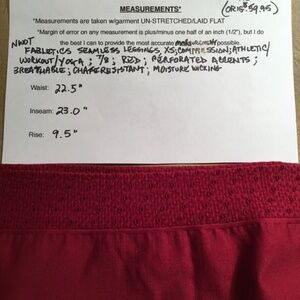 MEASUREMENTS*
(ORIG $59.95)
*Measurements are taken w/garment UN-STRETCHED/LAID FLAT
*Margin of error on any measurement is plus/minus one half of an inch (1/2"), but I do
the best I can to provide the most accurate measurement possible.
NWOT
FABLETICS SEAMLESS LEGGINGS, XS; COMPRESSION; ATHLETIC/
WORKOUT/YOGA; 7/8; RED; PERFORATED ACCENTS;
BREATHABLE; CHAFE RESISTANT; MOISTURE WICKING
Waist: 22.5"
Inseam: 23.0"
Rise: 9.5"